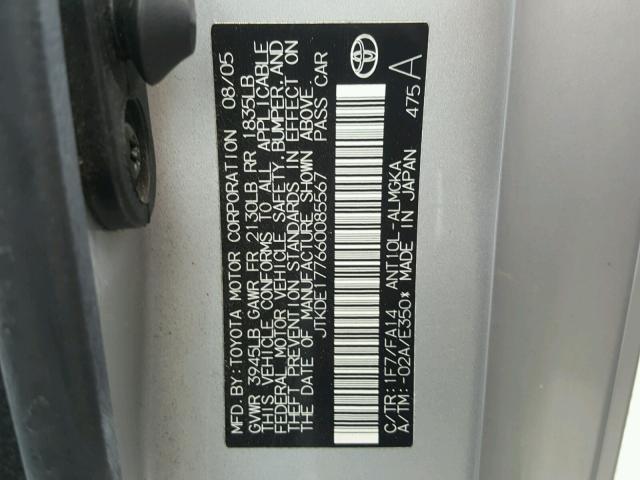 MFD. BY: TOYOTA MOTOR CORPORATION 08/05
GVWR 3945LB GAWR FR 2130LB RR 1835LB
THIS VEHICLE CONFORMS TO ALL APPLICABLE
FEDERAL MOTOR VEHICLE SAFETY, BUMPER, AND
THEFT PREVENTION STANDARDS IN EFFECT ON
THE DATE OF MANUFACTURE SHOWN ABOVE.
JTKDE177660085567 PASS CAR
C/TR: 1F7/FA14 ANT10L-ALMGKA
A/TM: -02A/E350* MADE IN JAPAN
475 A